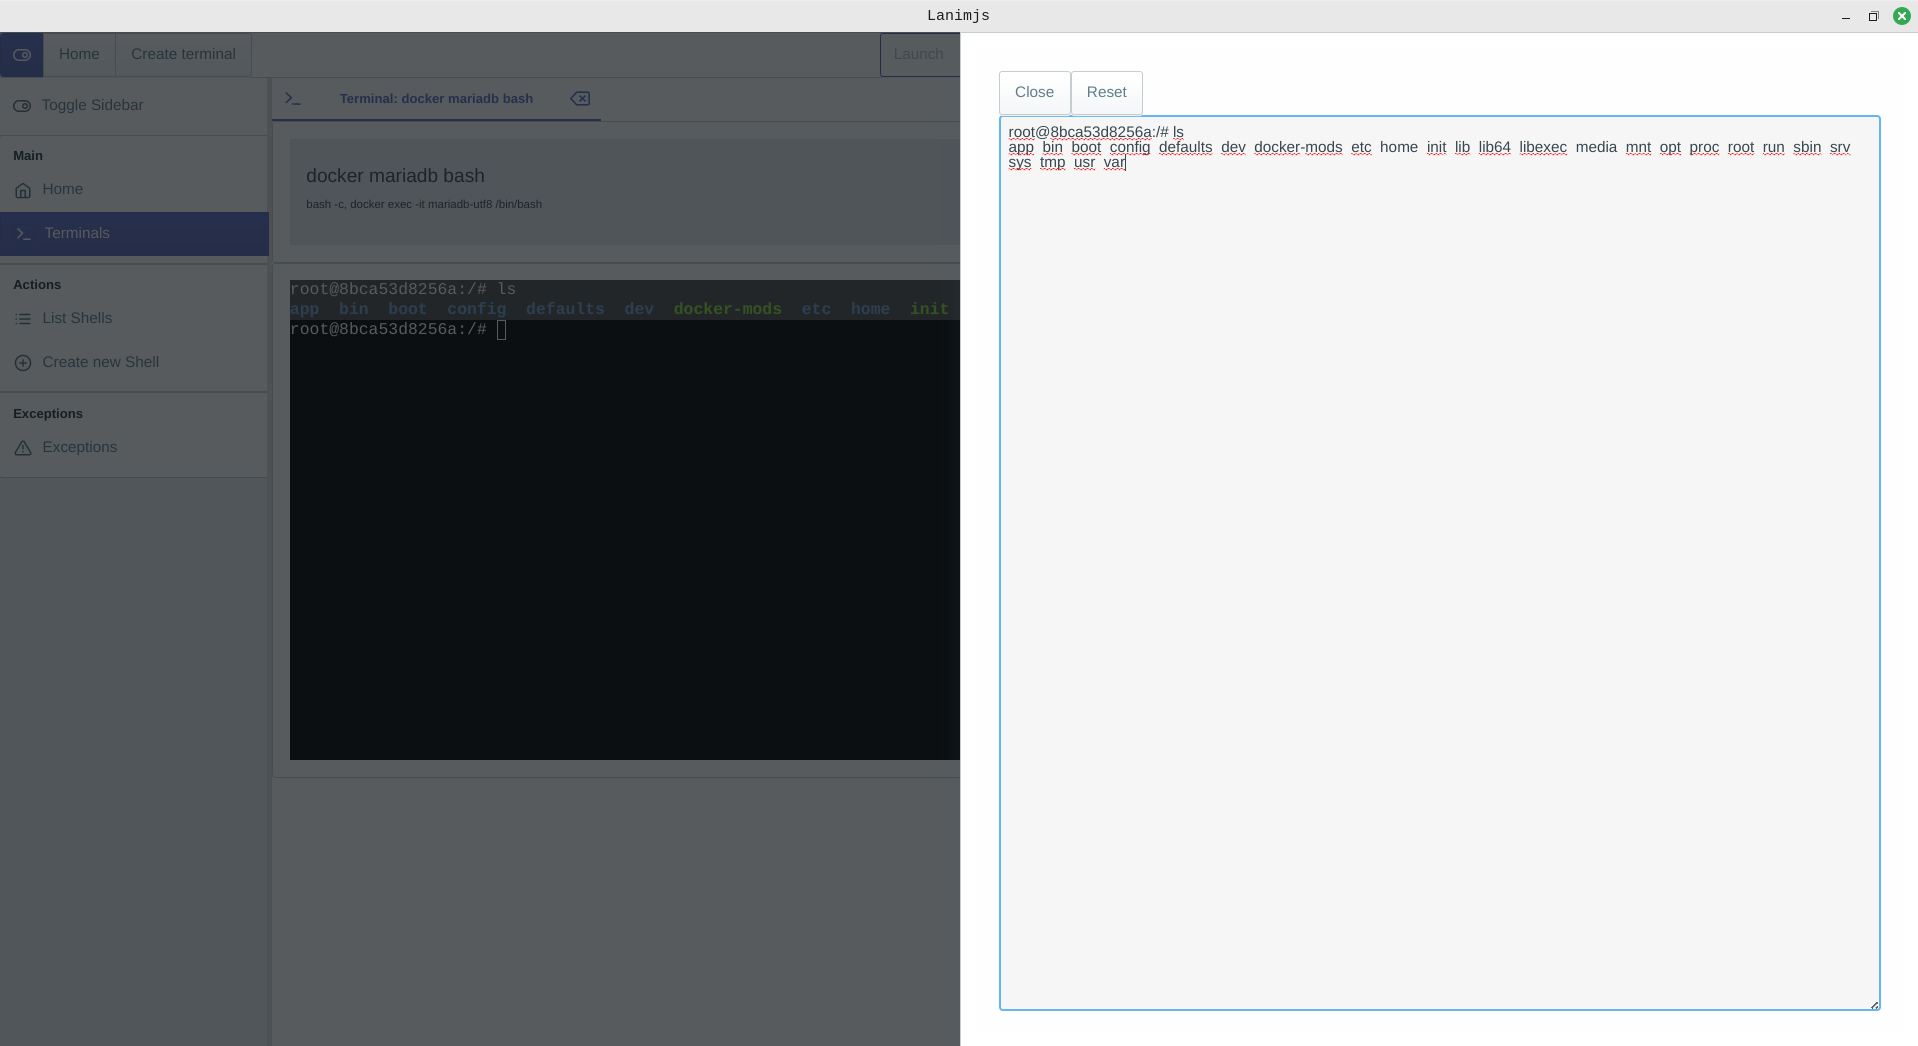 Lanimjs
Home
Create terminal
Launch
Toggle Sidebar
Main
Home
Terminals
Actions
List Shells
Create new Shell
Exceptions
Exceptions
Terminal: docker mariadb bash
docker mariadb bash
bash -c, docker exec -it mariadb-utf8 /bin/bash
root@8bca53d8256a:/# ls
app  bin  boot  config  defaults  dev  docker-mods  etc  home  init
root@8bca53d8256a:/#
Close
Reset
root@8bca53d8256a:/# ls
app  bin  boot  config  defaults  dev  docker-mods  etc  home  init  lib  lib64  libexec  media  mnt  opt  proc  root  run  sbin  srv
sys  tmp  usr  var